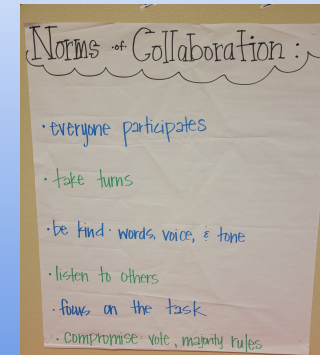 Norms of Collaboration:
• everyone participates
• take turns
• be kind • words, voice, & tone
• listen to others
• focus on the task
• compromise: vote, majority rules